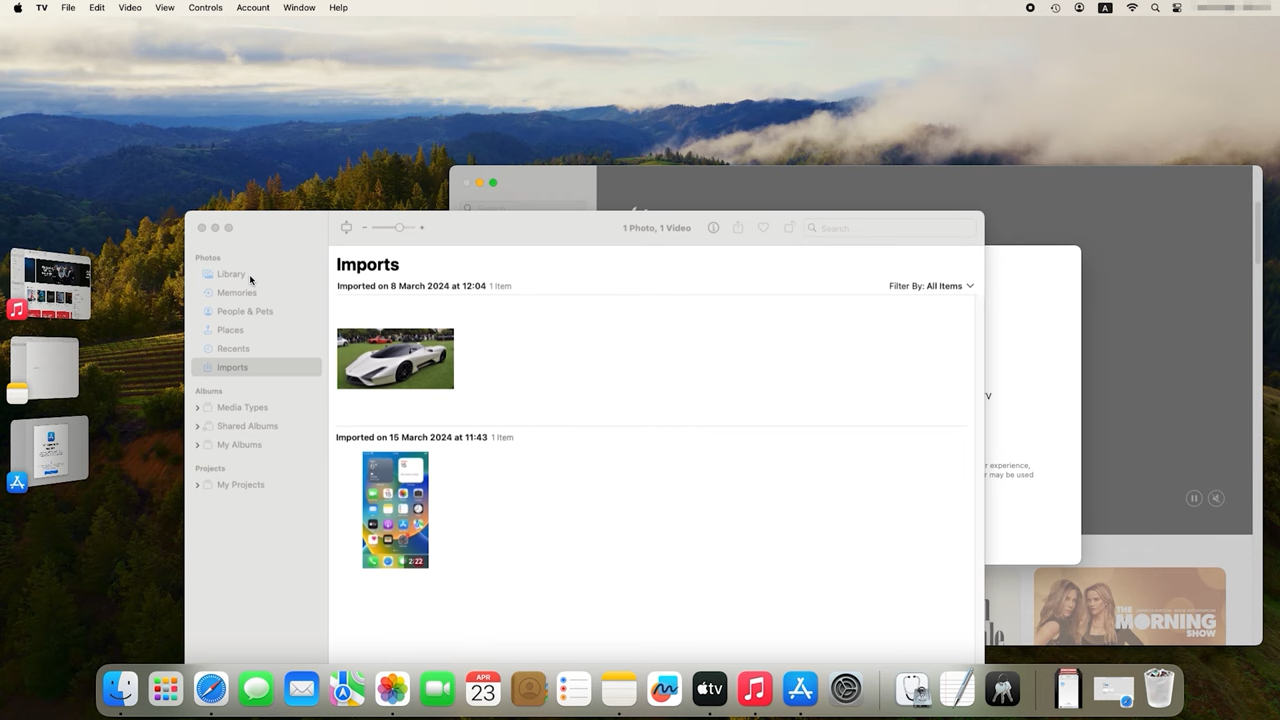 TV File Edit Video View Controls Account Window Help
A
1 Photo, 1 Video
Search
Photos
Library
Memories
People & Pets
Places
Recents
Imports
Albums
Media Types
Shared Albums
My Albums
Projects
My Projects
Imports
Imported on 8 March 2024 at 12:04 1 Item
Filter By: All Items
Imported on 15 March 2024 at 11:43 1 Item
2:22
r experience,
r may be used
THE
MORNING
SHOW
APR
23
tv